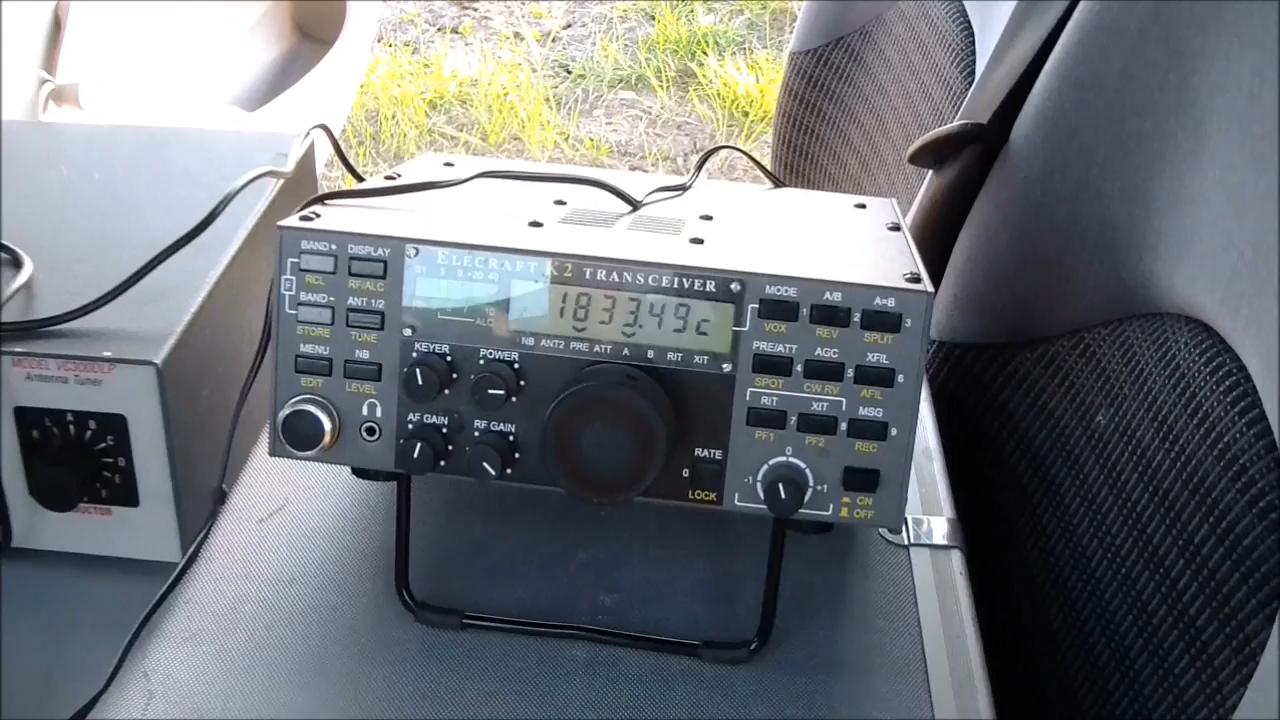 ELECRAFT K2 TRANSCEIVER
S1 5 9 +20 40
10
ALC
1833.49c
NB ANT2 PRE ATT A B RIT XIT
BAND+ DISPLAY
RCL RF/ALC
F
BAND- ANT 1/2
STORE TUNE
MENU NB
EDIT LEVEL
KEYER POWER
AF GAIN RF GAIN
RATE
0
LOCK
MODE A/B A=B
1 2 3
VOX REV SPLIT
PRE/ATT AGC XFIL
4 5 6
SPOT CW RV AFIL
RIT XIT MSG
7 8 9
PF1 PF2 REC
0
-1 +1
ON
OFF
MODEL VC300DLP
Antenna Tuner
A
B
C
D
E
K